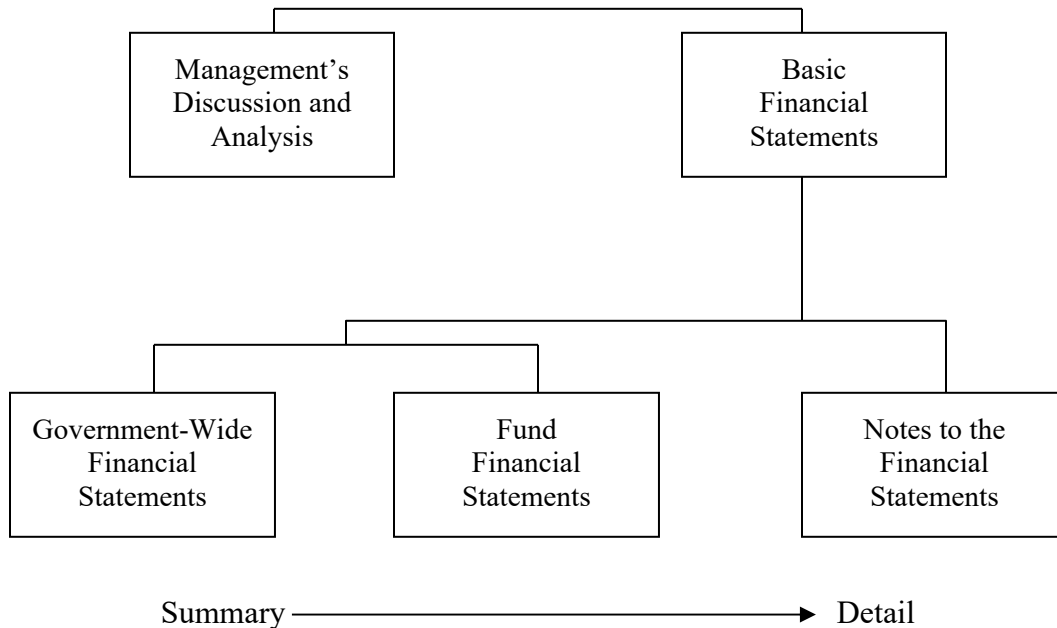 Management’s
Discussion and
Analysis
Basic
Financial
Statements
Government-Wide
Financial
Statements
Fund
Financial
Statements
Notes to the
Financial
Statements
Summary
Detail